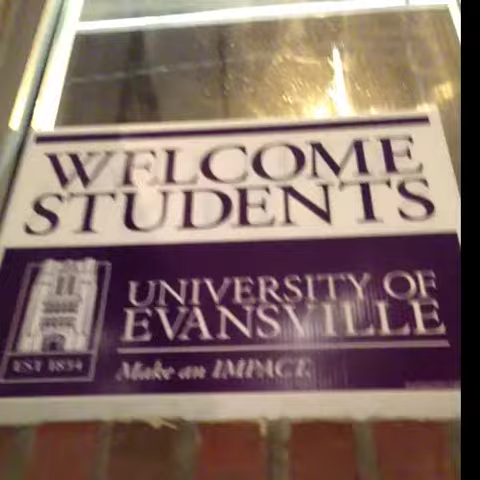 WELCOME
STUDENTS
UNIVERSITY OF
EVANSVILLE
EST 1854
Make an IMPACT.